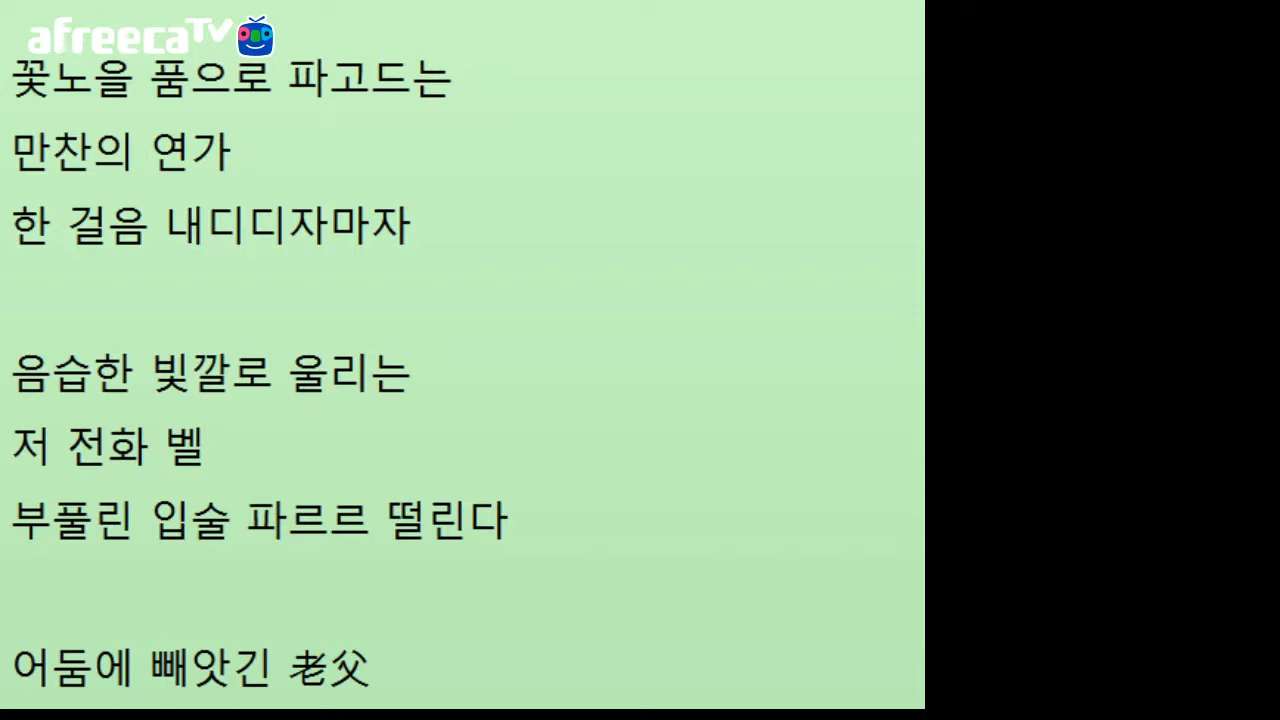 afreecaTV
꽃노을 품으로 파고드는
만찬의 연가
한 걸음 내디디자마자
음습한 빛깔로 울리는
저 전화 벨
부풀린 입술 파르르 떨린다
어둠에 빼앗긴 老父